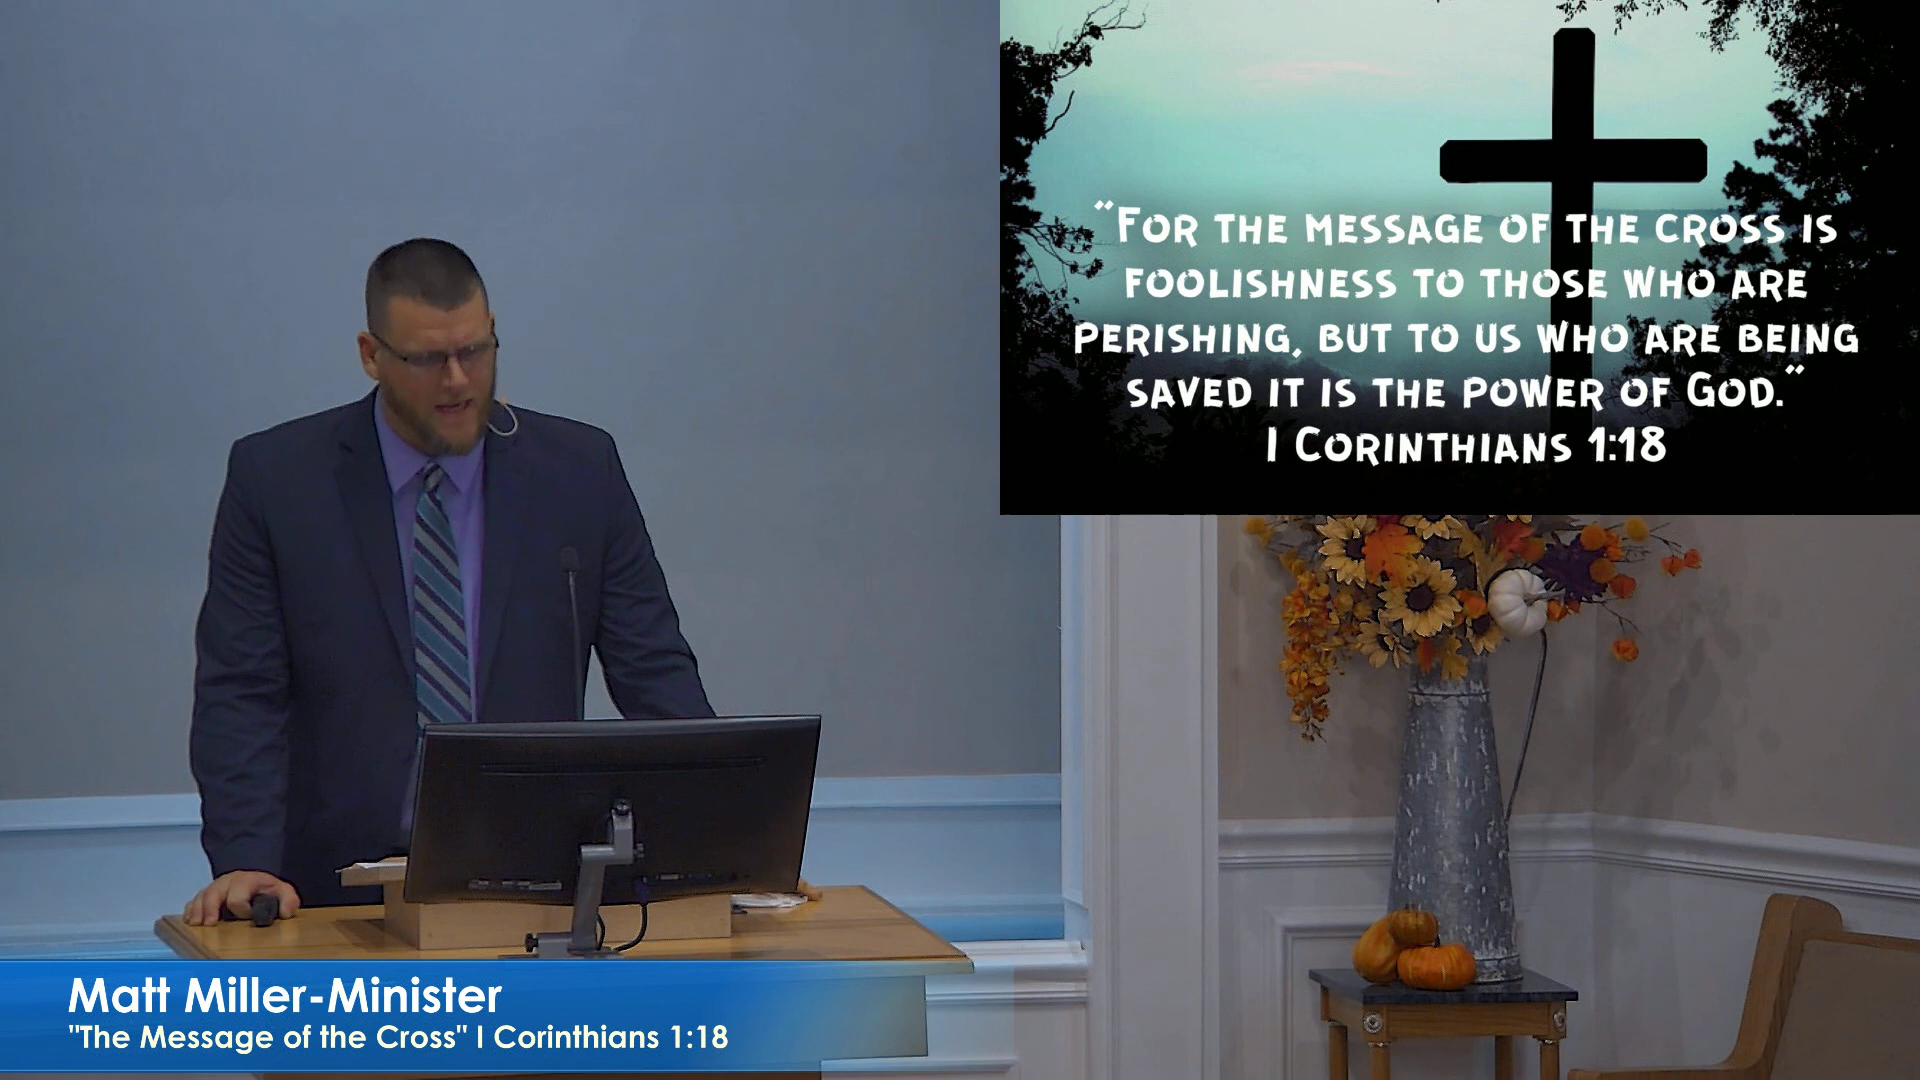 "For the message of the cross is
foolishness to those who are
perishing, but to us who are being
saved it is the power of God."
I Corinthians 1:18
Matt Miller-Minister
"The Message of the Cross" I Corinthians 1:18